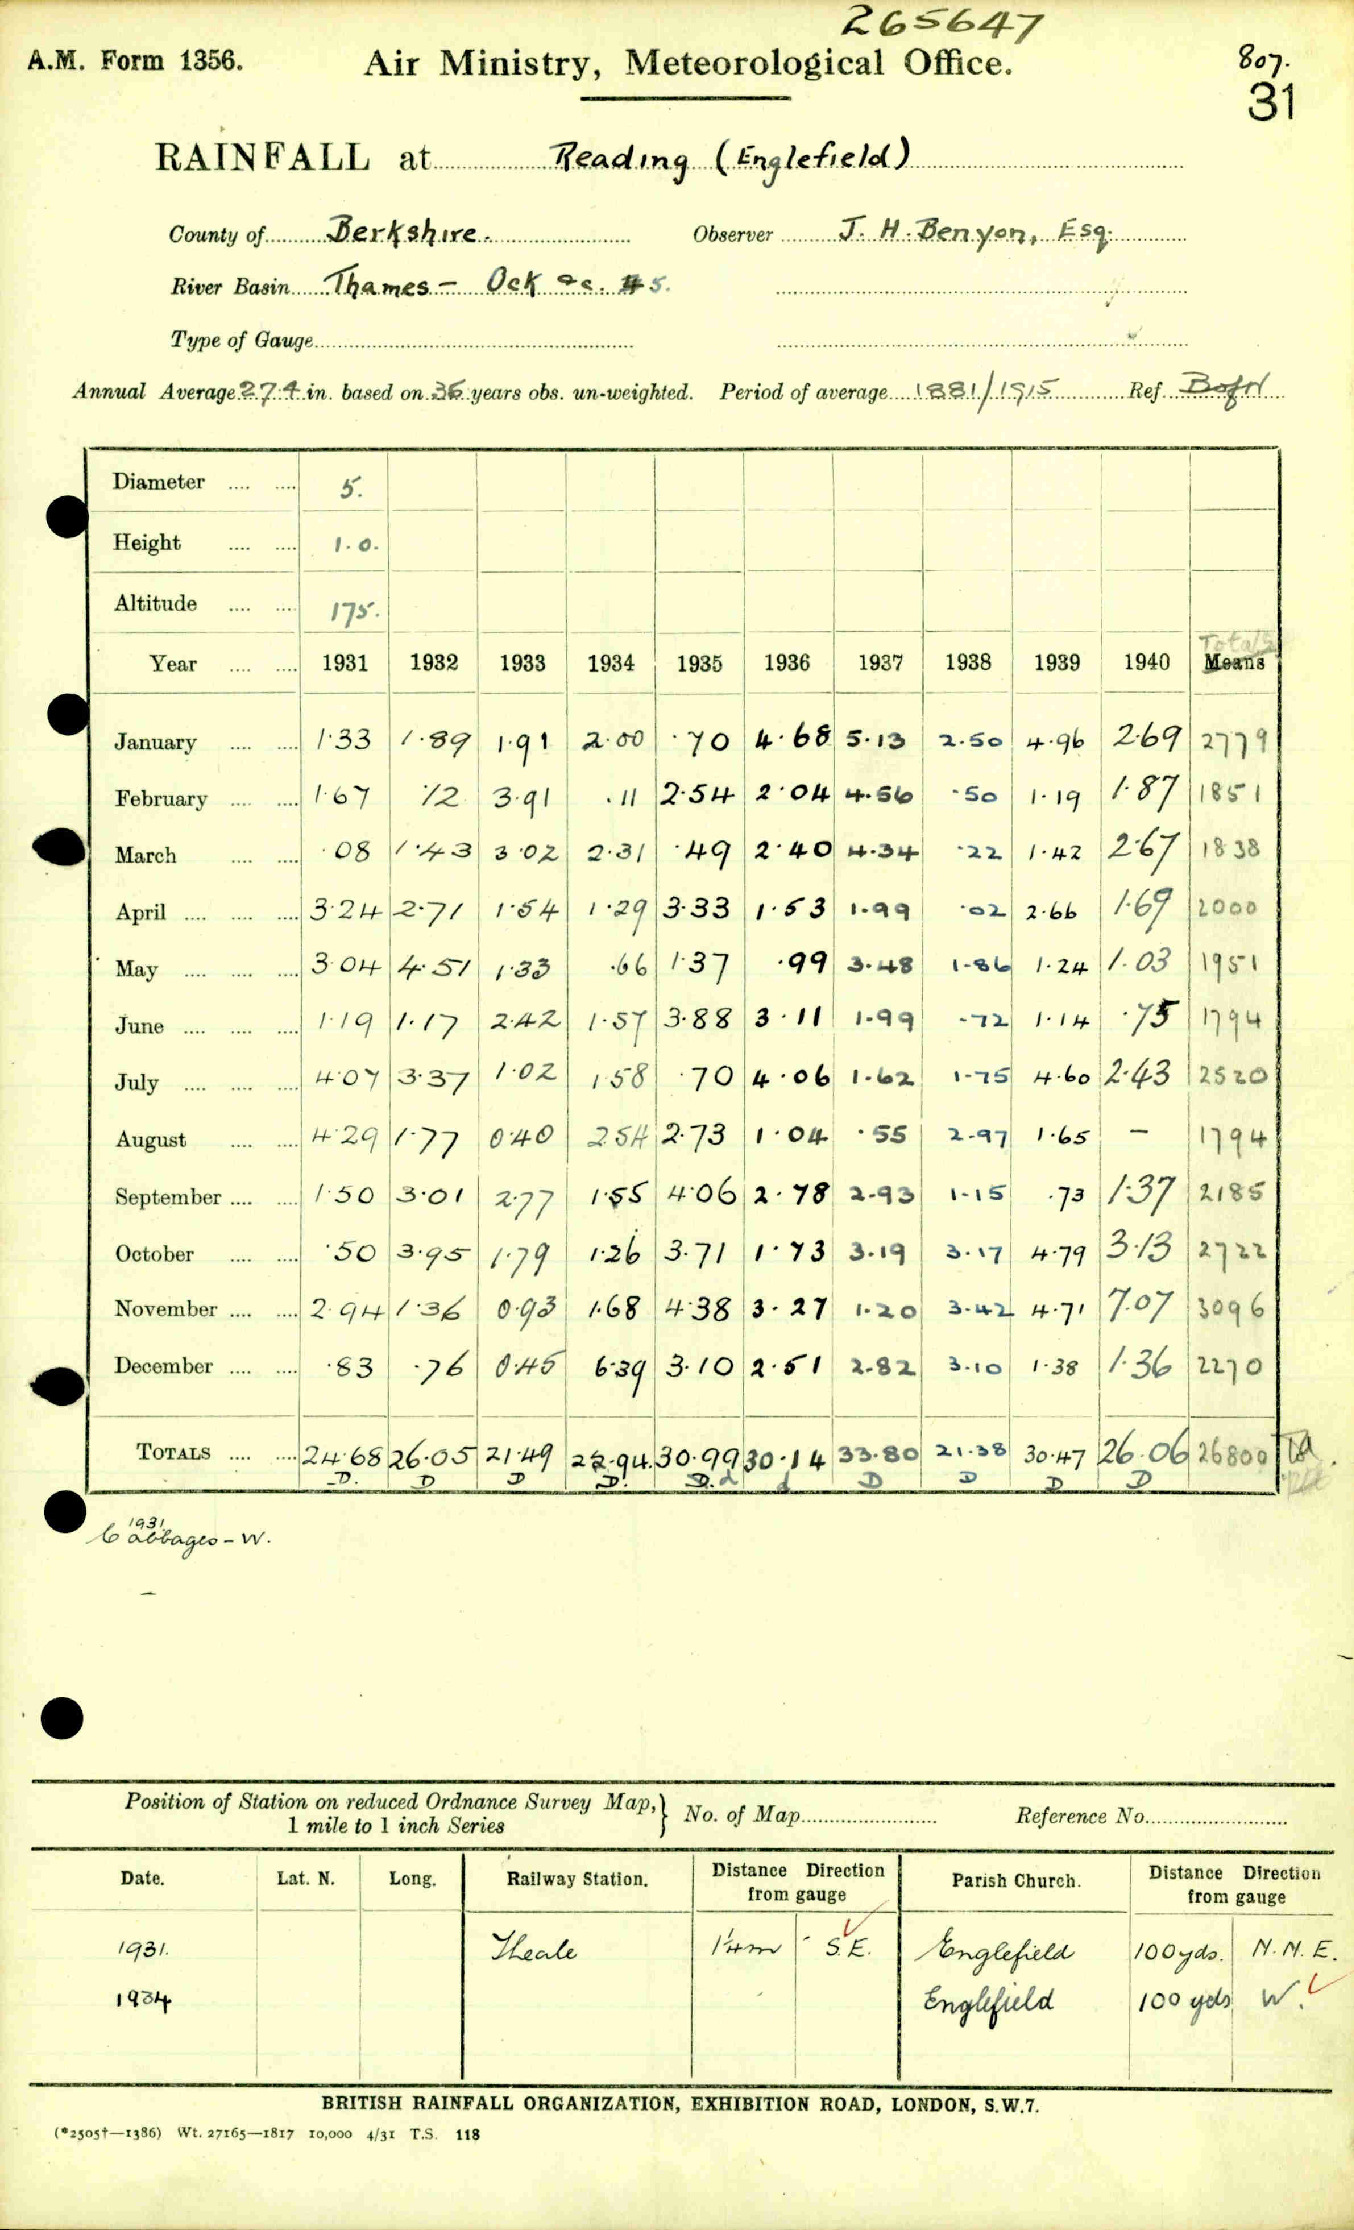 265647
A.M. Form 1356. Air Ministry, Meteorological Office. 807.
31
RAINFALL at Reading (Englefield)
County of Berkshire. Observer J. H. Benyon, Esq.
River Basin Thames - Ock &c. 5.
Type of Gauge
Annual Average 27.4 in. based on 35 years obs. un-weighted. Period of average 1881/1915 Ref.
Diameter .... .... 5.
Height .... .... 1.0.
Altitude .... .... 175.
Totals
Year .... .... 1931 1932 1933 1934 1935 1936 1937 1938 1939 1940 Means
January .... .... 1.33 1.89 1.91 2.00 .70 4.68 5.13 2.50 4.96 2.69 2779
February .... .... 1.67 .12 3.91 .11 2.54 2.04 4.56 .50 1.19 1.87 1851
March .... .... .08 1.43 3.02 2.31 .49 2.40 4.34 .22 1.42 2.67 1838
April .... .... .... 3.24 2.71 1.54 1.29 3.33 1.53 1.99 .02 2.66 1.69 2000
May .... .... .... 3.04 4.51 1.33 .66 1.37 .99 3.48 1.86 1.24 1.03 1951
June .... .... .... 1.19 1.17 2.42 1.57 3.88 3.11 1.99 .72 1.14 .75 1794
July .... .... .... 4.07 3.37 1.02 1.58 .70 4.06 1.62 1.75 4.60 2.43 2520
August .... .... 4.29 1.77 0.40 2.54 2.73 1.04 .55 2.97 1.65 - 1794
September .... .... 1.50 3.01 2.77 1.55 4.06 2.78 2.93 1.15 .73 1.37 2185
October .... .... .50 3.95 1.79 1.26 3.71 1.73 3.19 3.17 4.79 3.13 2722
November .... .... 2.94 1.36 0.93 1.68 4.38 3.27 1.20 3.42 4.71 7.07 3096
December .... .... .83 .76 0.45 6.39 3.10 2.51 2.82 3.10 1.38 1.36 2270
TOTALS .... .... 24.68 26.05 21.49 22.94 30.99 30.14 33.80 21.38 30.47 26.06 26800
D. D D D. D. d d D D D D
1931
Cabbages - W.
Position of Station on reduced Ordnance Survey Map, 1 mile to 1 inch Series } No. of Map Reference No.
Date. Lat. N. Long. Railway Station. Distance Direction from gauge Parish Church. Distance Direction from gauge
1931. Theale 1¼m S.E. Englefield 100yds. N.N.E.
1934 Englefield 100 yds W.
BRITISH RAINFALL ORGANIZATION, EXHIBITION ROAD, LONDON, S.W.7.
(*2505†—1386) Wt. 27165—1817 10,000 4/31 T.S. 118